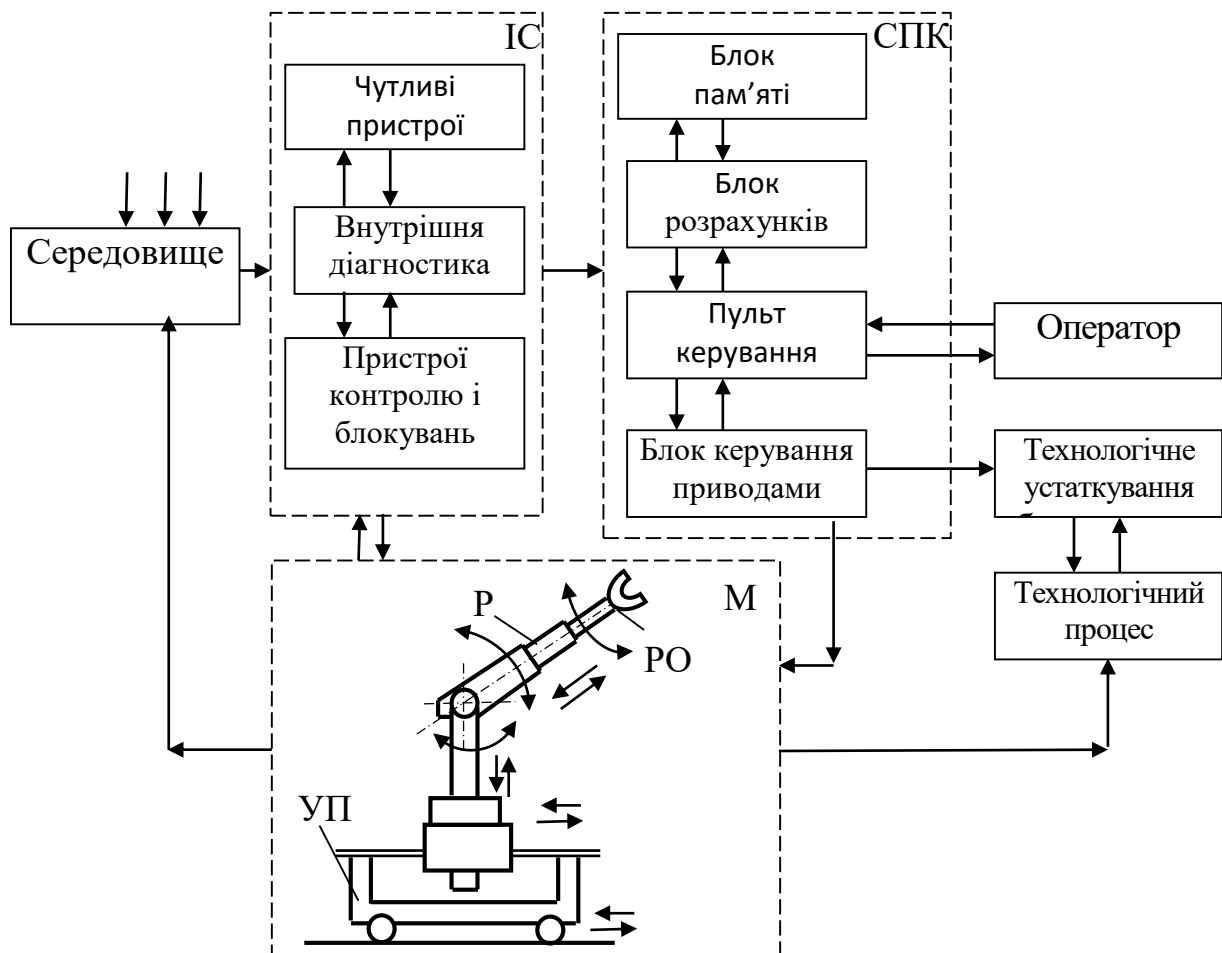 ІС
СПК
Чутливі
пристрої
Внутрішня
діагностика
Пристрої
контролю і
блокувань
Середовище
Блок
пам’яті
Блок
розрахунків
Пульт
керування
Блок керування
приводами
Оператор
Технологічне
устаткування
Технологічний
процес
М
Р
РО
УП